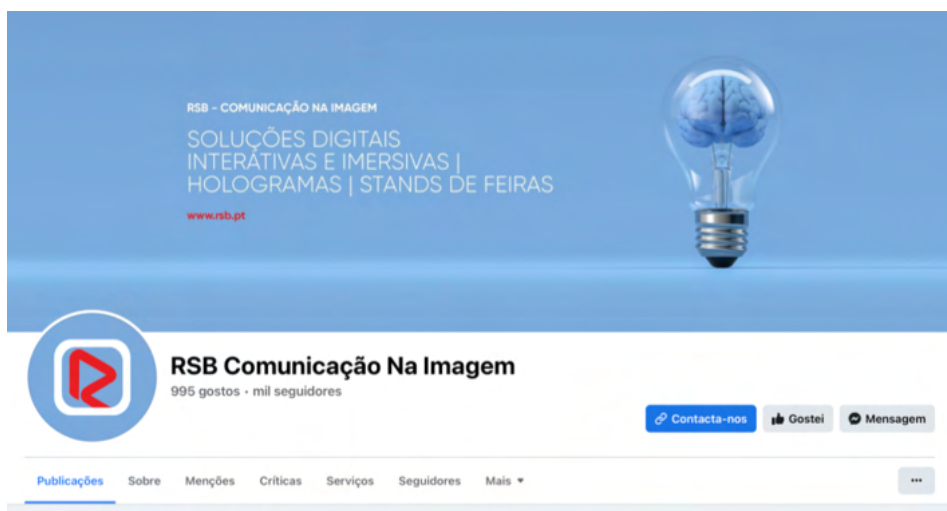 RSB - COMUNICAÇÃO NA IMAGEM
SOLUÇÕES DIGITAIS
INTERATIVAS E IMERSIVAS |
HOLOGRAMAS | STANDS DE FEIRAS
www.rsb.pt
RSB Comunicação Na Imagem
995 gostos · mil seguidores
Contacta-nos Gostei Mensagem
Publicações Sobre Menções Críticas Serviços Seguidores Mais